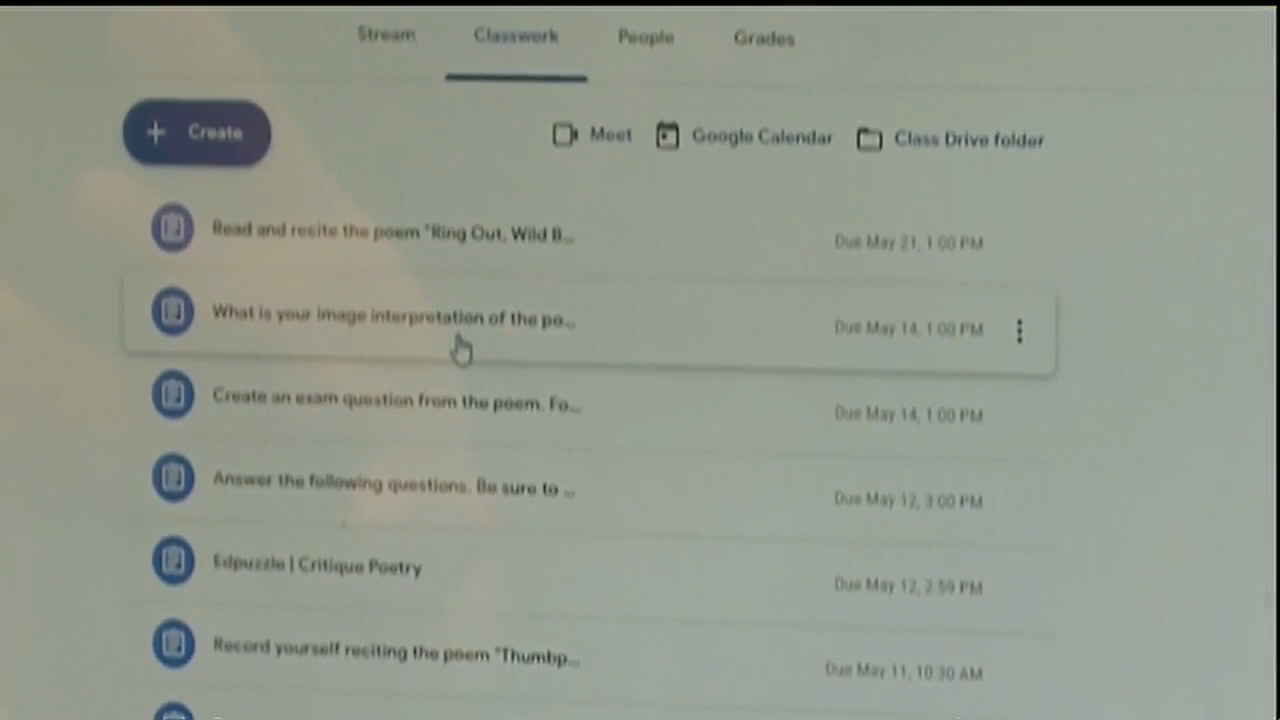 Stream Classwork People Grades
+ Create
Meet Google Calendar Class Drive folder
Read and recite the poem "Ring Out, Wild B...
Due May 21, 1:00 PM
What is your image interpretation of the po...
Due May 14, 1:00 PM
Create an exam question from the poem. Fo...
Due May 14, 1:00 PM
Answer the following questions. Be sure to ...
Due May 12, 3:00 PM
Edpuzzle | Critique Poetry
Due May 12, 2:59 PM
Record yourself reciting the poem "Thumbp...
Due May 11, 10:30 AM